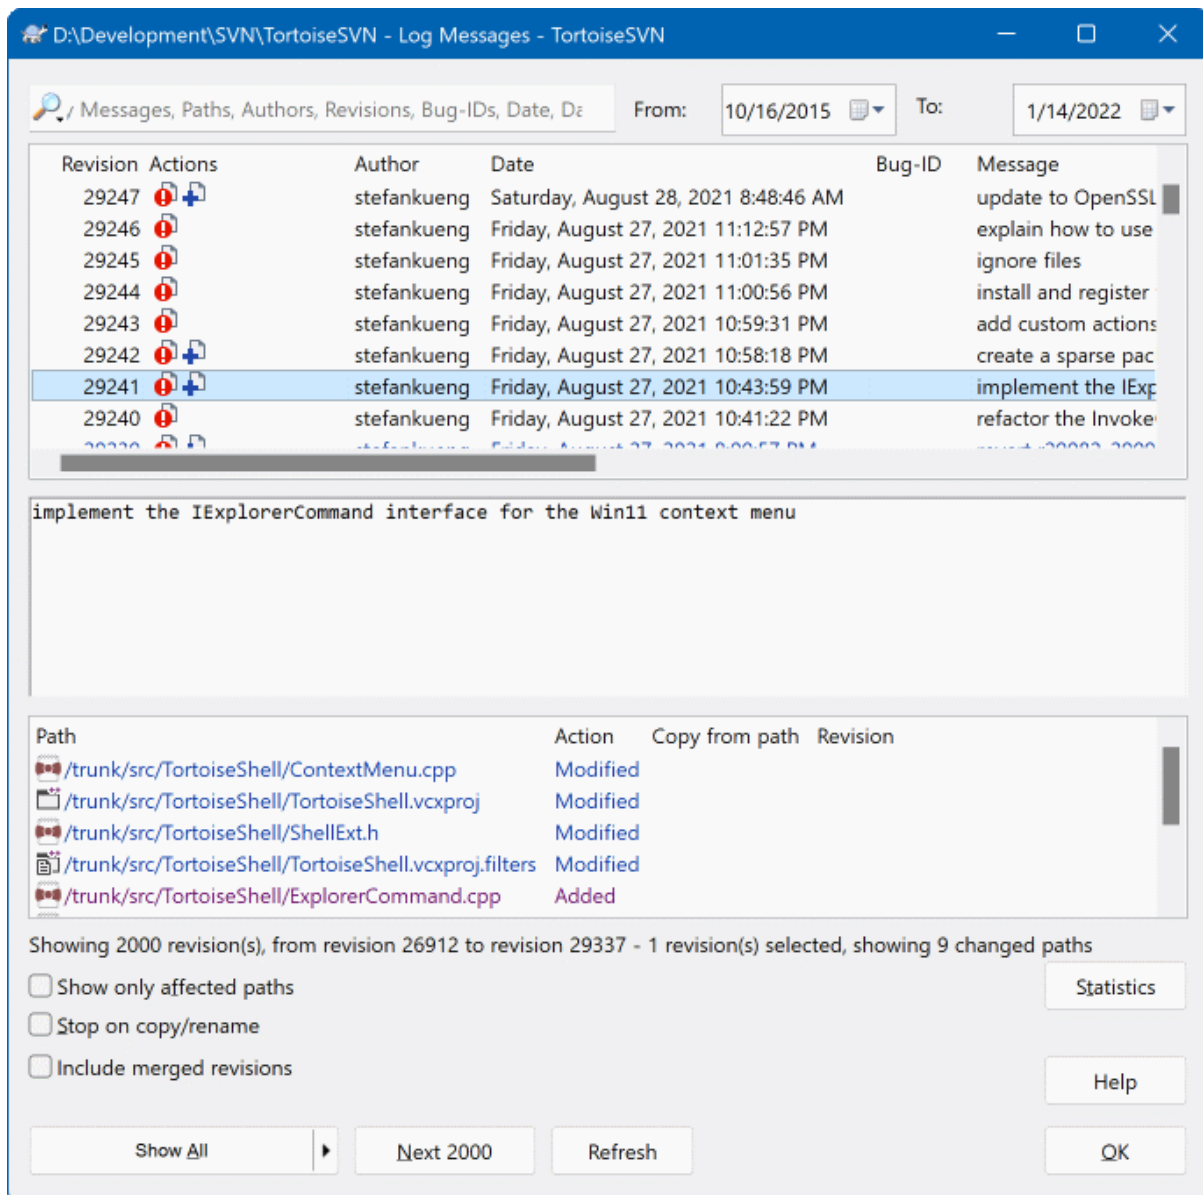 D:\Development\SVN\TortoiseSVN - Log Messages - TortoiseSVN
Messages, Paths, Authors, Revisions, Bug-IDs, Date, Da From: 10/16/2015 To: 1/14/2022
Revision Actions Author Date Bug-ID Message
29247 stefankueng Saturday, August 28, 2021 8:48:46 AM update to OpenSSL
29246 stefankueng Friday, August 27, 2021 11:12:57 PM explain how to use
29245 stefankueng Friday, August 27, 2021 11:01:35 PM ignore files
29244 stefankueng Friday, August 27, 2021 11:00:56 PM install and register
29243 stefankueng Friday, August 27, 2021 10:59:31 PM add custom actions
29242 stefankueng Friday, August 27, 2021 10:58:18 PM create a sparse pac
29241 stefankueng Friday, August 27, 2021 10:43:59 PM implement the IExp
29240 stefankueng Friday, August 27, 2021 10:41:22 PM refactor the Invoke
implement the IExplorerCommand interface for the Win11 context menu
Path Action Copy from path Revision
/trunk/src/TortoiseShell/ContextMenu.cpp Modified
/trunk/src/TortoiseShell/TortoiseShell.vcxproj Modified
/trunk/src/TortoiseShell/ShellExt.h Modified
/trunk/src/TortoiseShell/TortoiseShell.vcxproj.filters Modified
/trunk/src/TortoiseShell/ExplorerCommand.cpp Added
Showing 2000 revision(s), from revision 26912 to revision 29337 - 1 revision(s) selected, showing 9 changed paths
Show only affected paths Statistics
Stop on copy/rename
Include merged revisions
Help
Show All Next 2000 Refresh OK